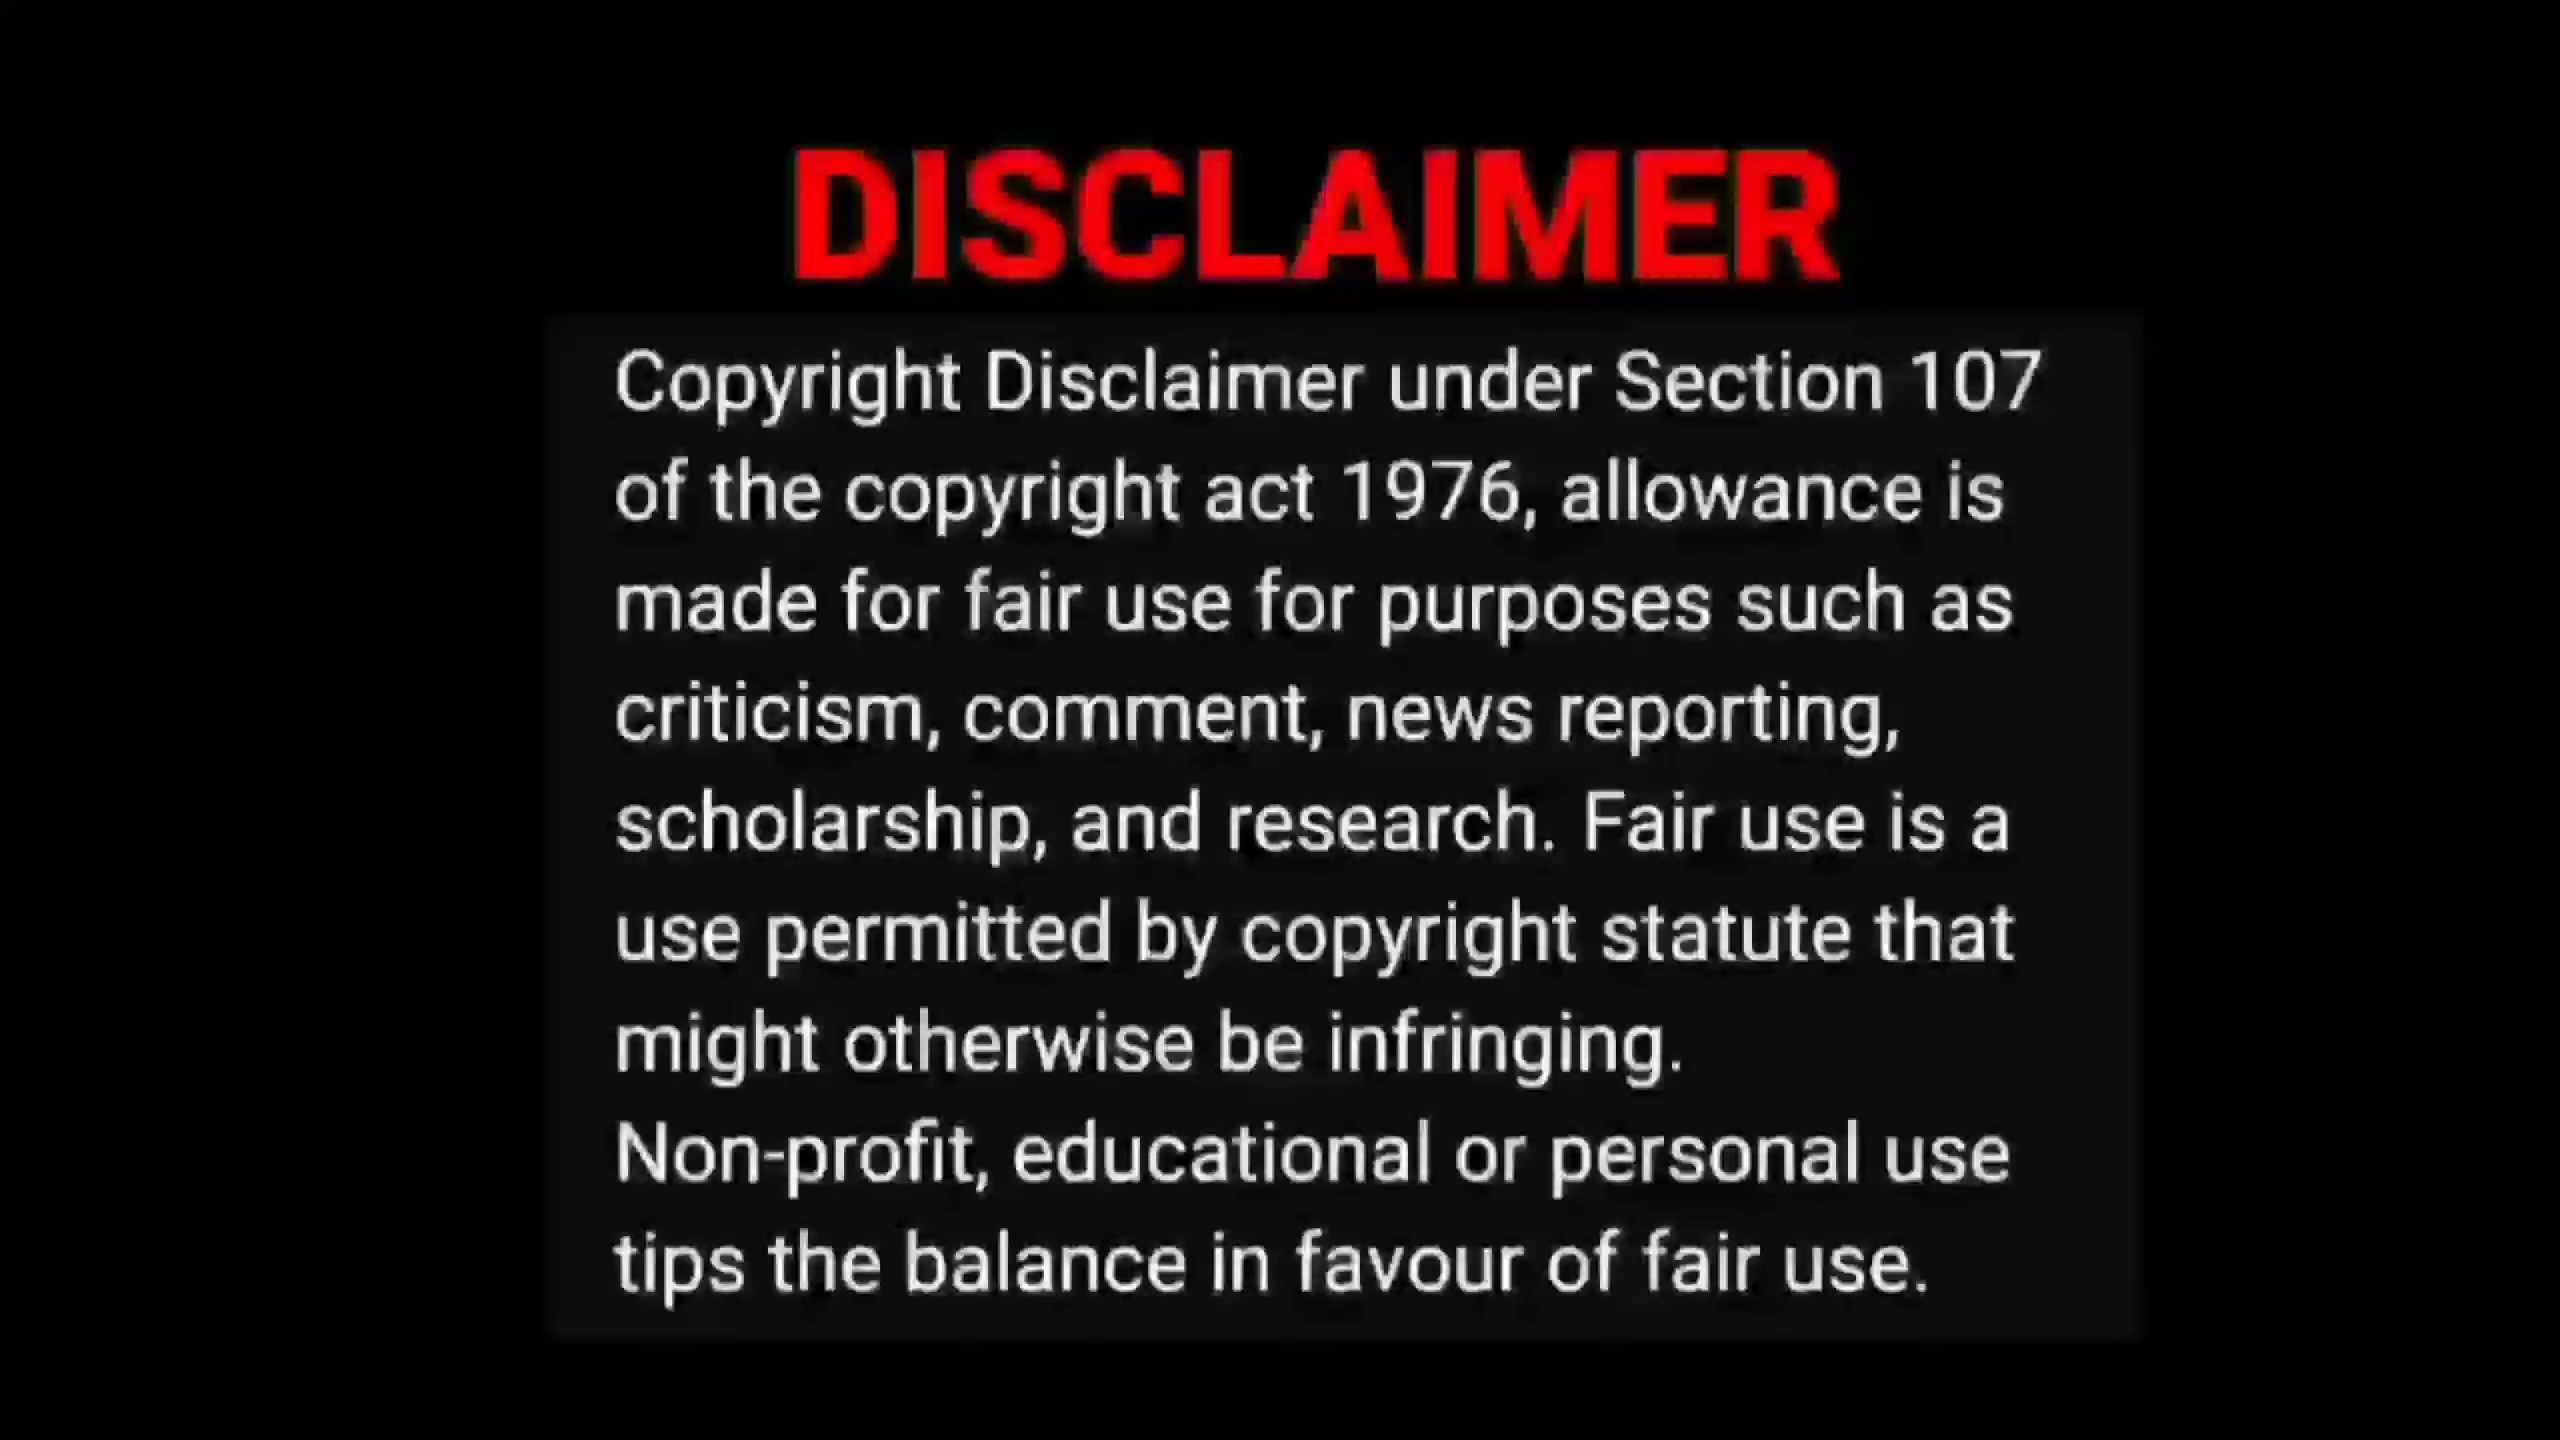 DISCLAIMER
Copyright Disclaimer under Section 107
of the copyright act 1976, allowance is
made for fair use for purposes such as
criticism, comment, news reporting,
scholarship, and research. Fair use is a
use permitted by copyright statute that
might otherwise be infringing.
Non-profit, educational or personal use
tips the balance in favour of fair use.